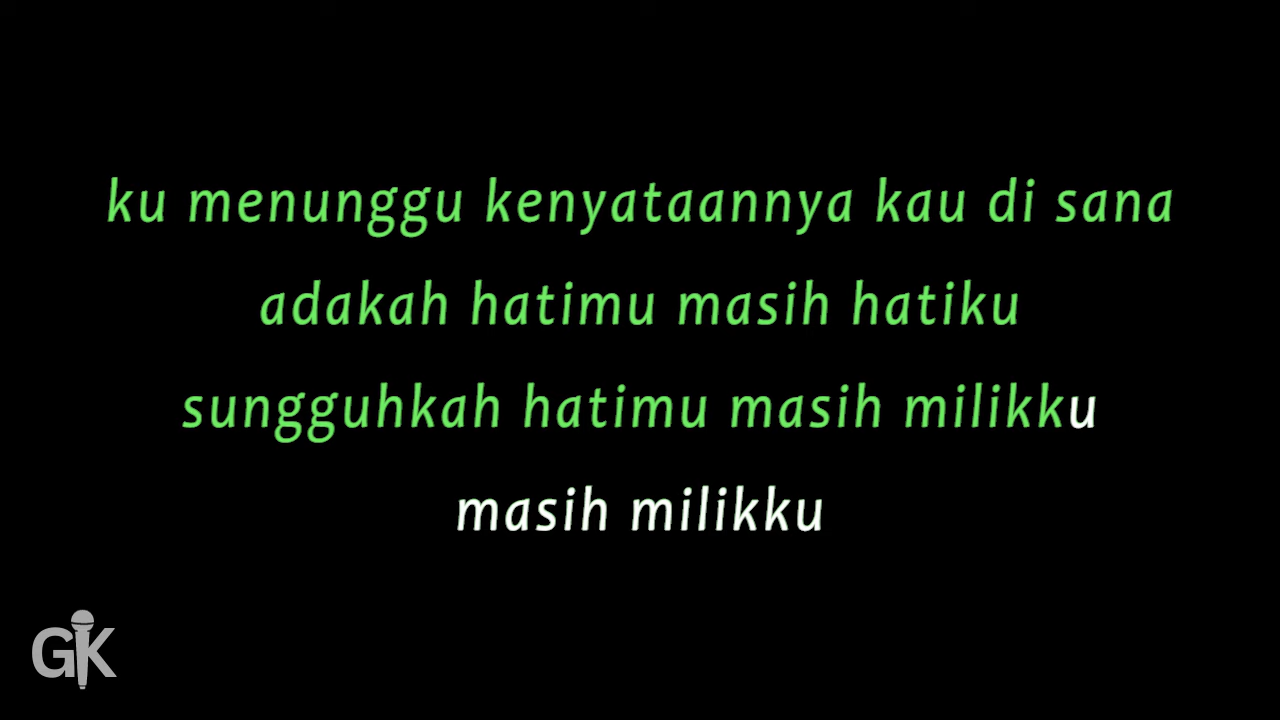 ku menunggu kenyataannya kau di sana
adakah hatimu masih hatiku
sungguhkah hatimu masih milikku
masih milikku
GK